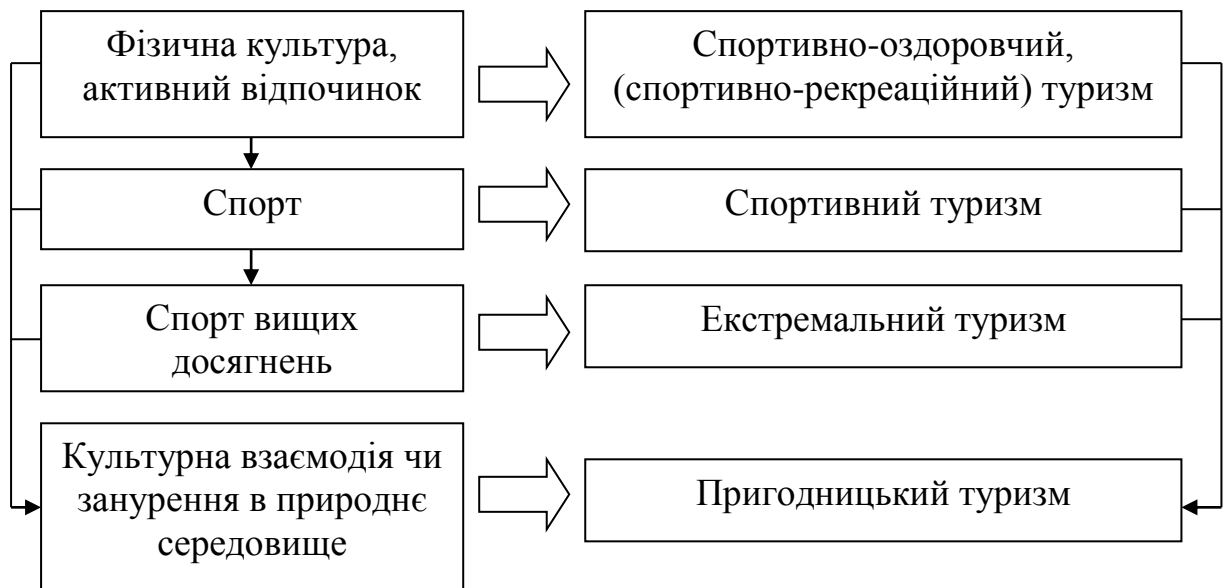 Фізична культура,
активний відпочинок
Спортивно-оздоровчий,
(спортивно-рекреаційний) туризм
Спорт
Спортивний туризм
Спорт вищих
досягнень
Екстремальний туризм
Культурна взаємодія чи
занурення в природнє
середовище
Пригодницький туризм